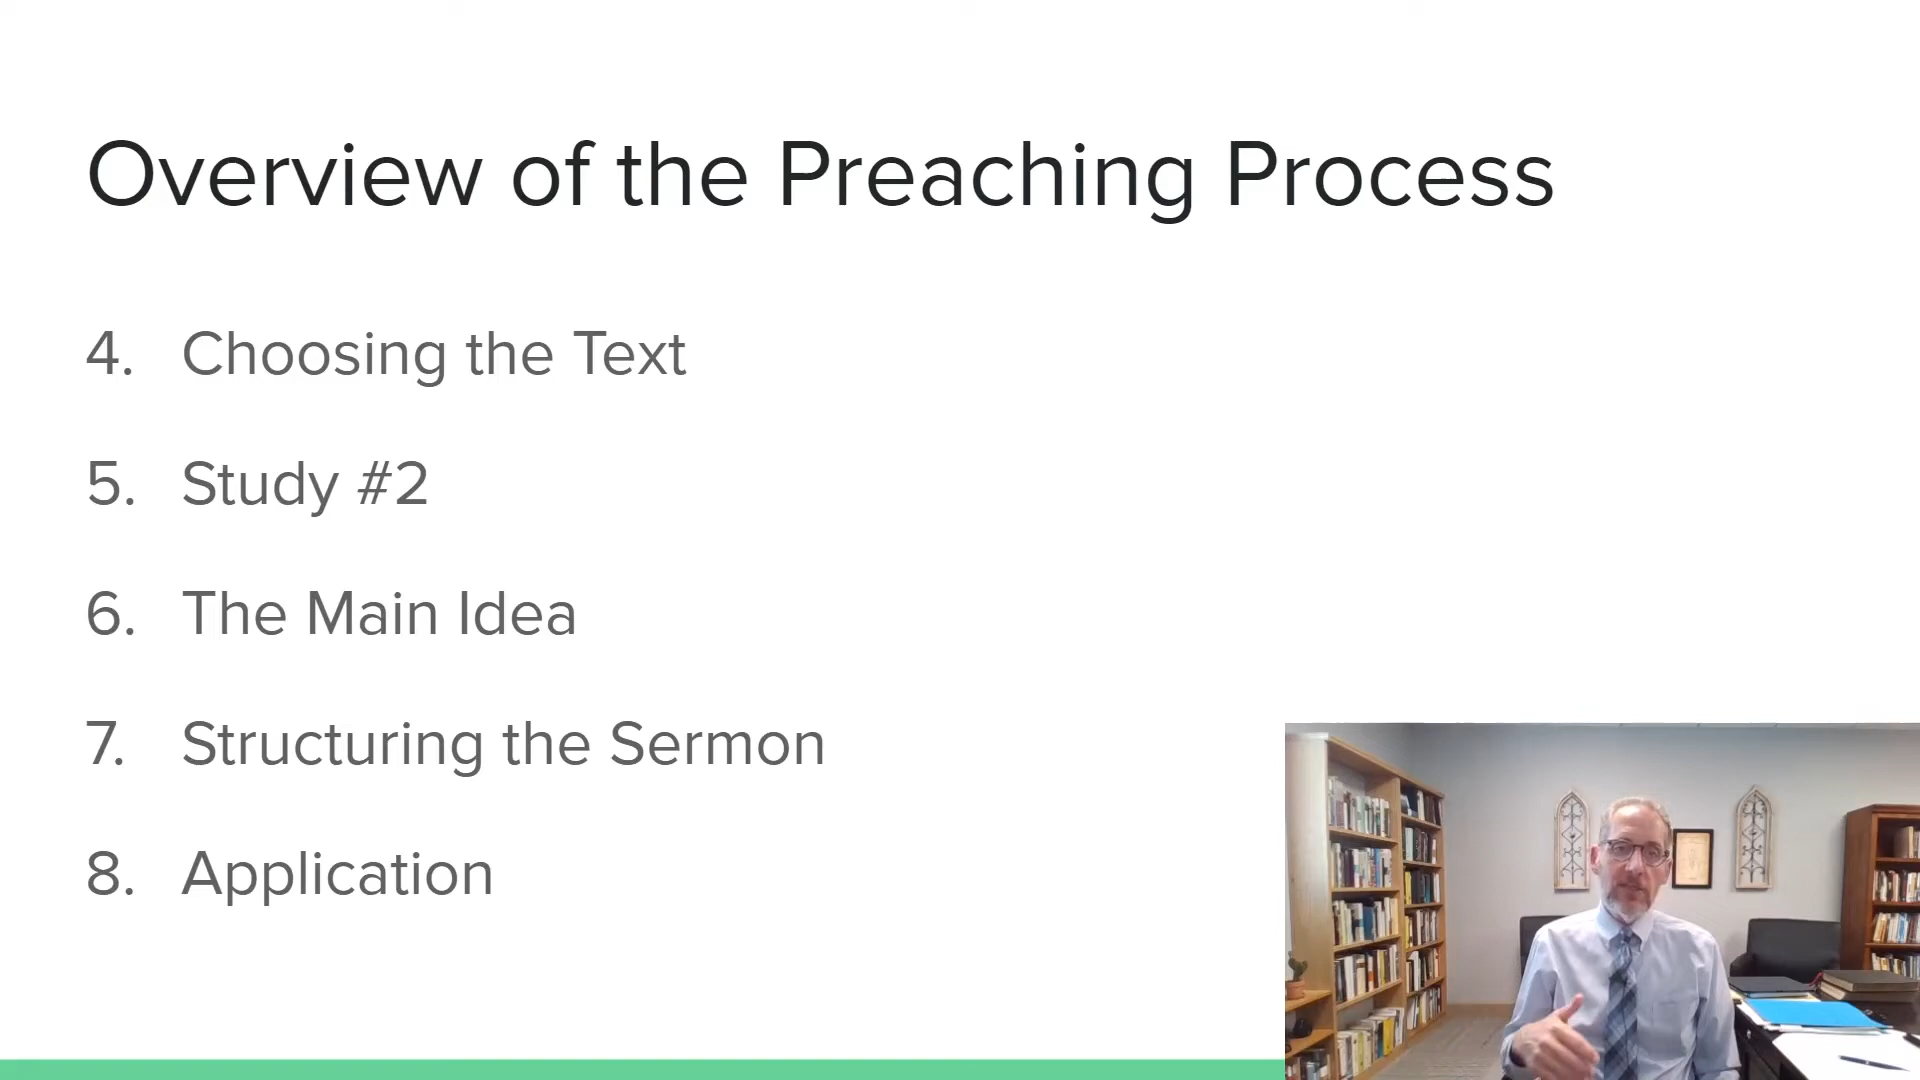 Overview of the Preaching Process
4. Choosing the Text
5. Study #2
6. The Main Idea
7. Structuring the Sermon
8. Application